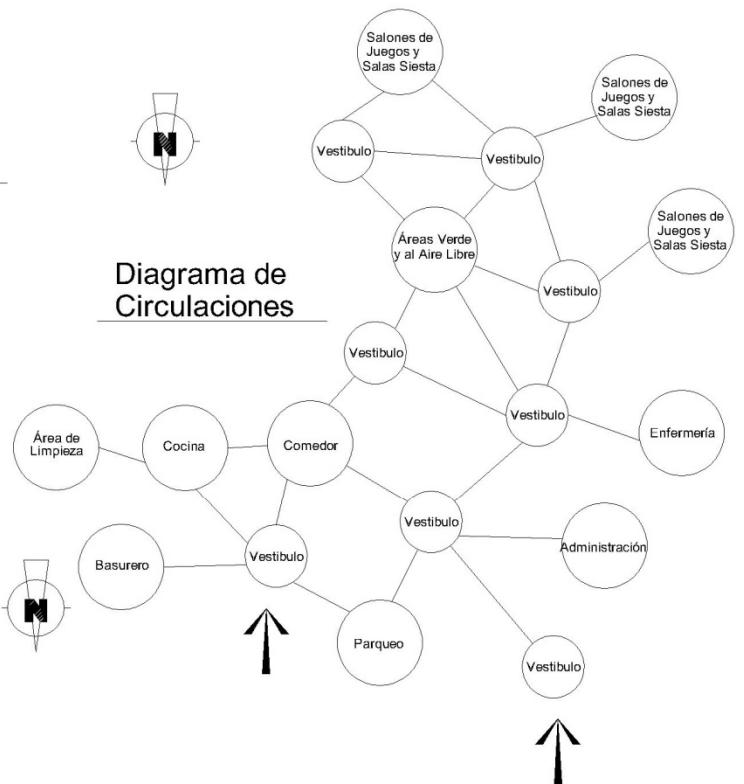 Salones de
Juegos y
Salas Siesta
Salones de
Juegos y
Salas Siesta
N
Vestibulo
Vestibulo
Salones de
Juegos y
Salas Siesta
Áreas Verde
y al Aire Libre
Diagrama de
Circulaciones
Vestibulo
Vestibulo
Vestibulo
Enfermería
Área de
Limpieza
Cocina
Comedor
Vestibulo
Administración
Vestibulo
Basurero
N
Parqueo
Vestibulo